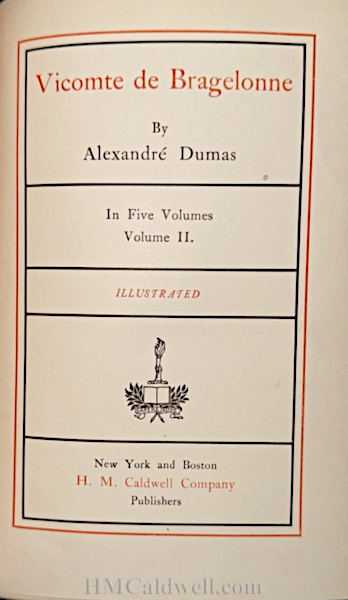 Vicomte de Bragelonne
By
Alexandré Dumas
In Five Volumes
Volume II.
ILLUSTRATED
New York and Boston
H. M. Caldwell Company
Publishers
HMCaldwell.com